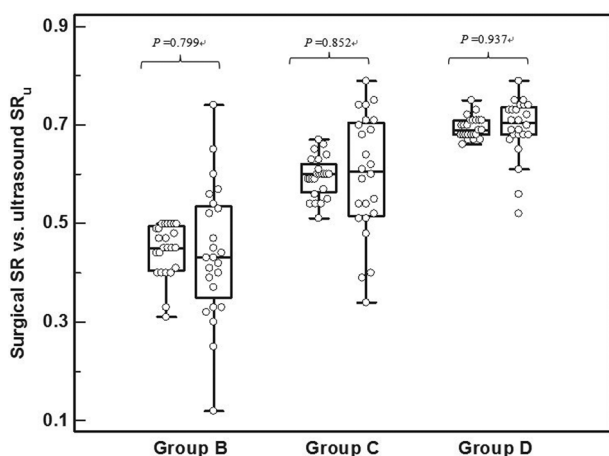 0.9
P =0.799↵
P =0.852↵
P =0.937↵
0.7
0.5
0.3
0.1
Surgical SR vs. ultrasound SRu
Group B Group C Group D